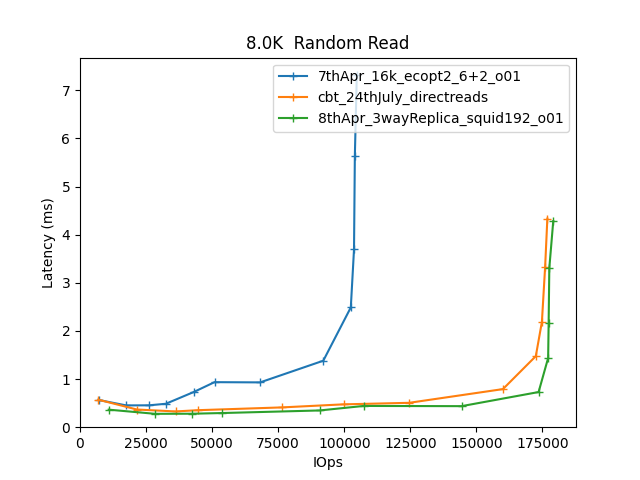 8.0K  Random Read
7thApr_16k_ecopt2_6+2_o01
cbt_24thJuly_directreads
8thApr_3wayReplica_squid192_o01
Latency (ms)
7
6
5
4
3
2
1
0
0 25000 50000 75000 100000 125000 150000 175000
IOps